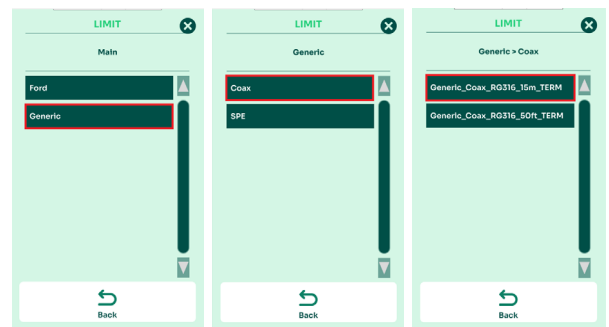 LIMIT
Main
Ford
Generic
Back
LIMIT
Generic
Coax
SPE
Back
LIMIT
Generic > Coax
Generic_Coax_RG316_15m_TERM
Generic_Coax_RG316_50ft_TERM
Back